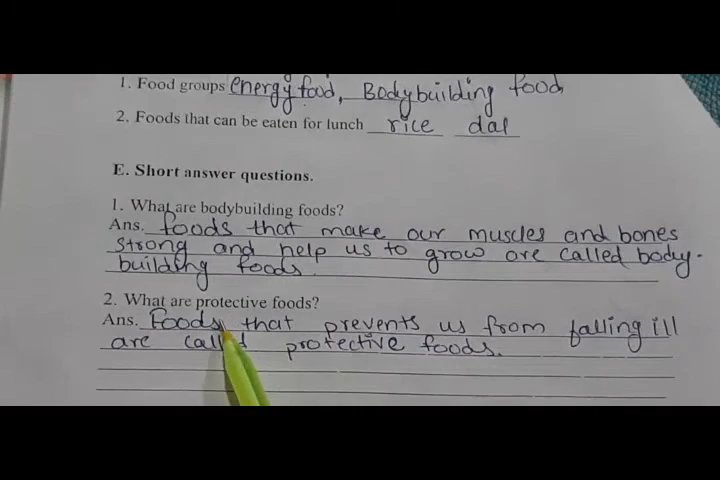 1. Food groups energy food, Bodybuilding food
2. Foods that can be eaten for lunch rice dal
E. Short answer questions.
1. What are bodybuilding foods?
Ans. foods that make our muscles and bones
strong and help us to grow are called body-
building foods.
2. What are protective foods?
Ans. Foods that prevents us from falling ill
are called protective foods.